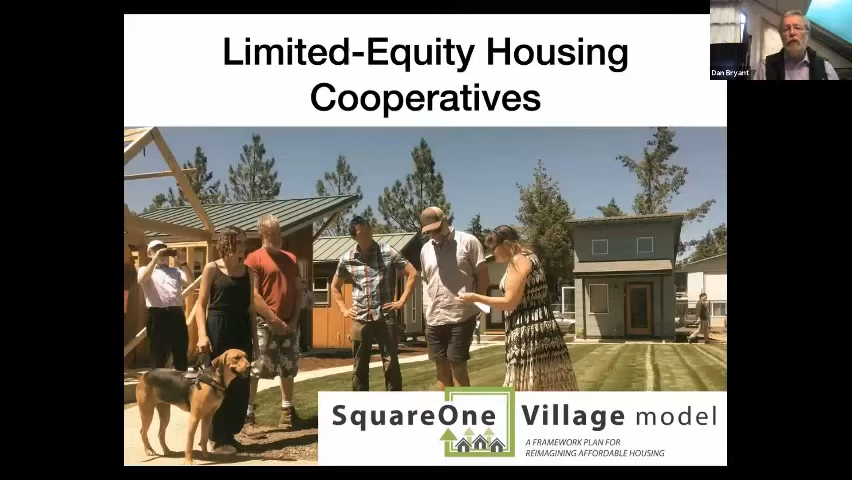 Limited-Equity Housing
Cooperatives
Dan Bryant
SquareOne Village model
A FRAMEWORK PLAN FOR
REIMAGINING AFFORDABLE HOUSING